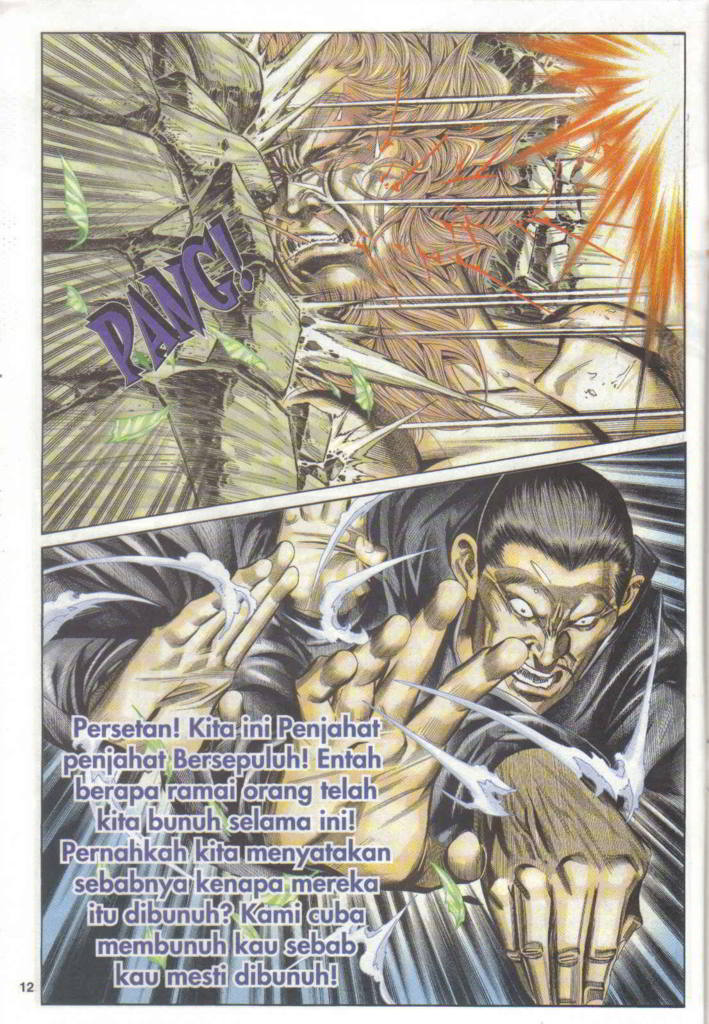 PANG!
Persetan! Kita ini Penjahat
penjahat Bersepuluh! Entah
berapa ramai orang telah
kita bunuh selama ini!
Pernahkah kita menyatakan
sebabnya kenapa mereka
itu dibunuh? Kami cuba
membunuh kau sebab
kau mesti dibunuh!
12